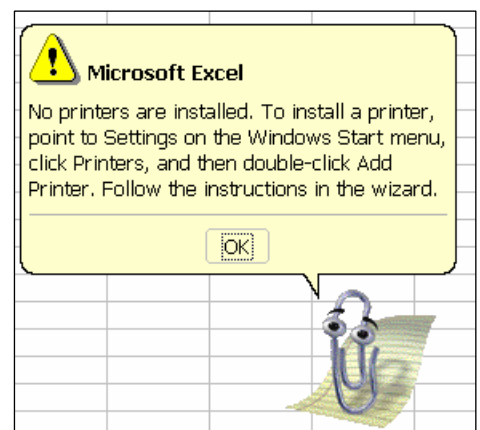 Microsoft Excel
No printers are installed. To install a printer,
point to Settings on the Windows Start menu,
click Printers, and then double-click Add
Printer. Follow the instructions in the wizard.
OK